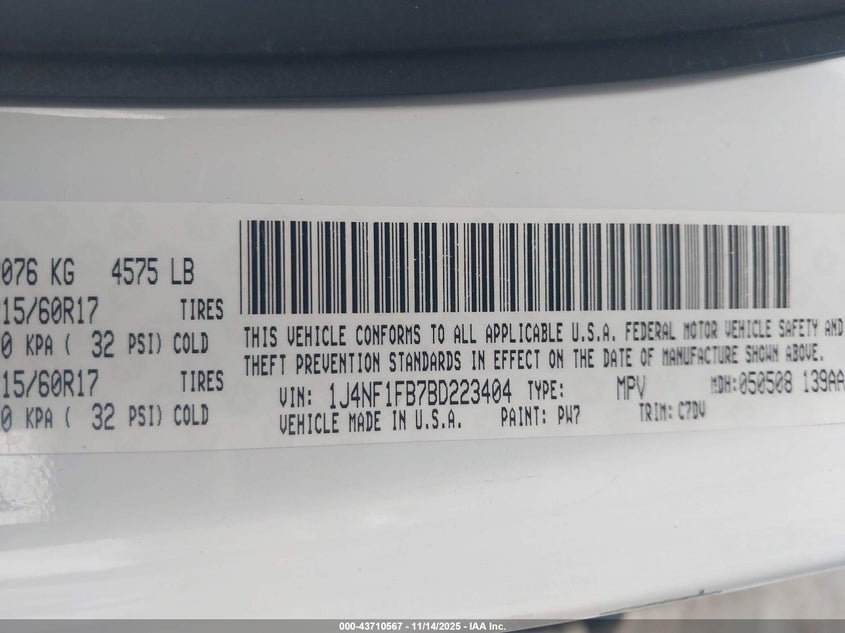 076 KG 4575 LB
15/60R17 TIRES
0 KPA ( 32 PSI) COLD
15/60R17 TIRES
0 KPA ( 32 PSI) COLD
THIS VEHICLE CONFORMS TO ALL APPLICABLE U.S.A. FEDERAL MOTOR VEHICLE SAFETY AND
THEFT PREVENTION STANDARDS IN EFFECT ON THE DATE OF MANUFACTURE SHOWN ABOVE.
VIN: 1J4NF1FB7BD223404 TYPE: MPV MDH: 050508 139AA
VEHICLE MADE IN U.S.A. PAINT: PW7 TRIM: C7DV
000-43710567 - 11/14/2025 - IAA Inc.